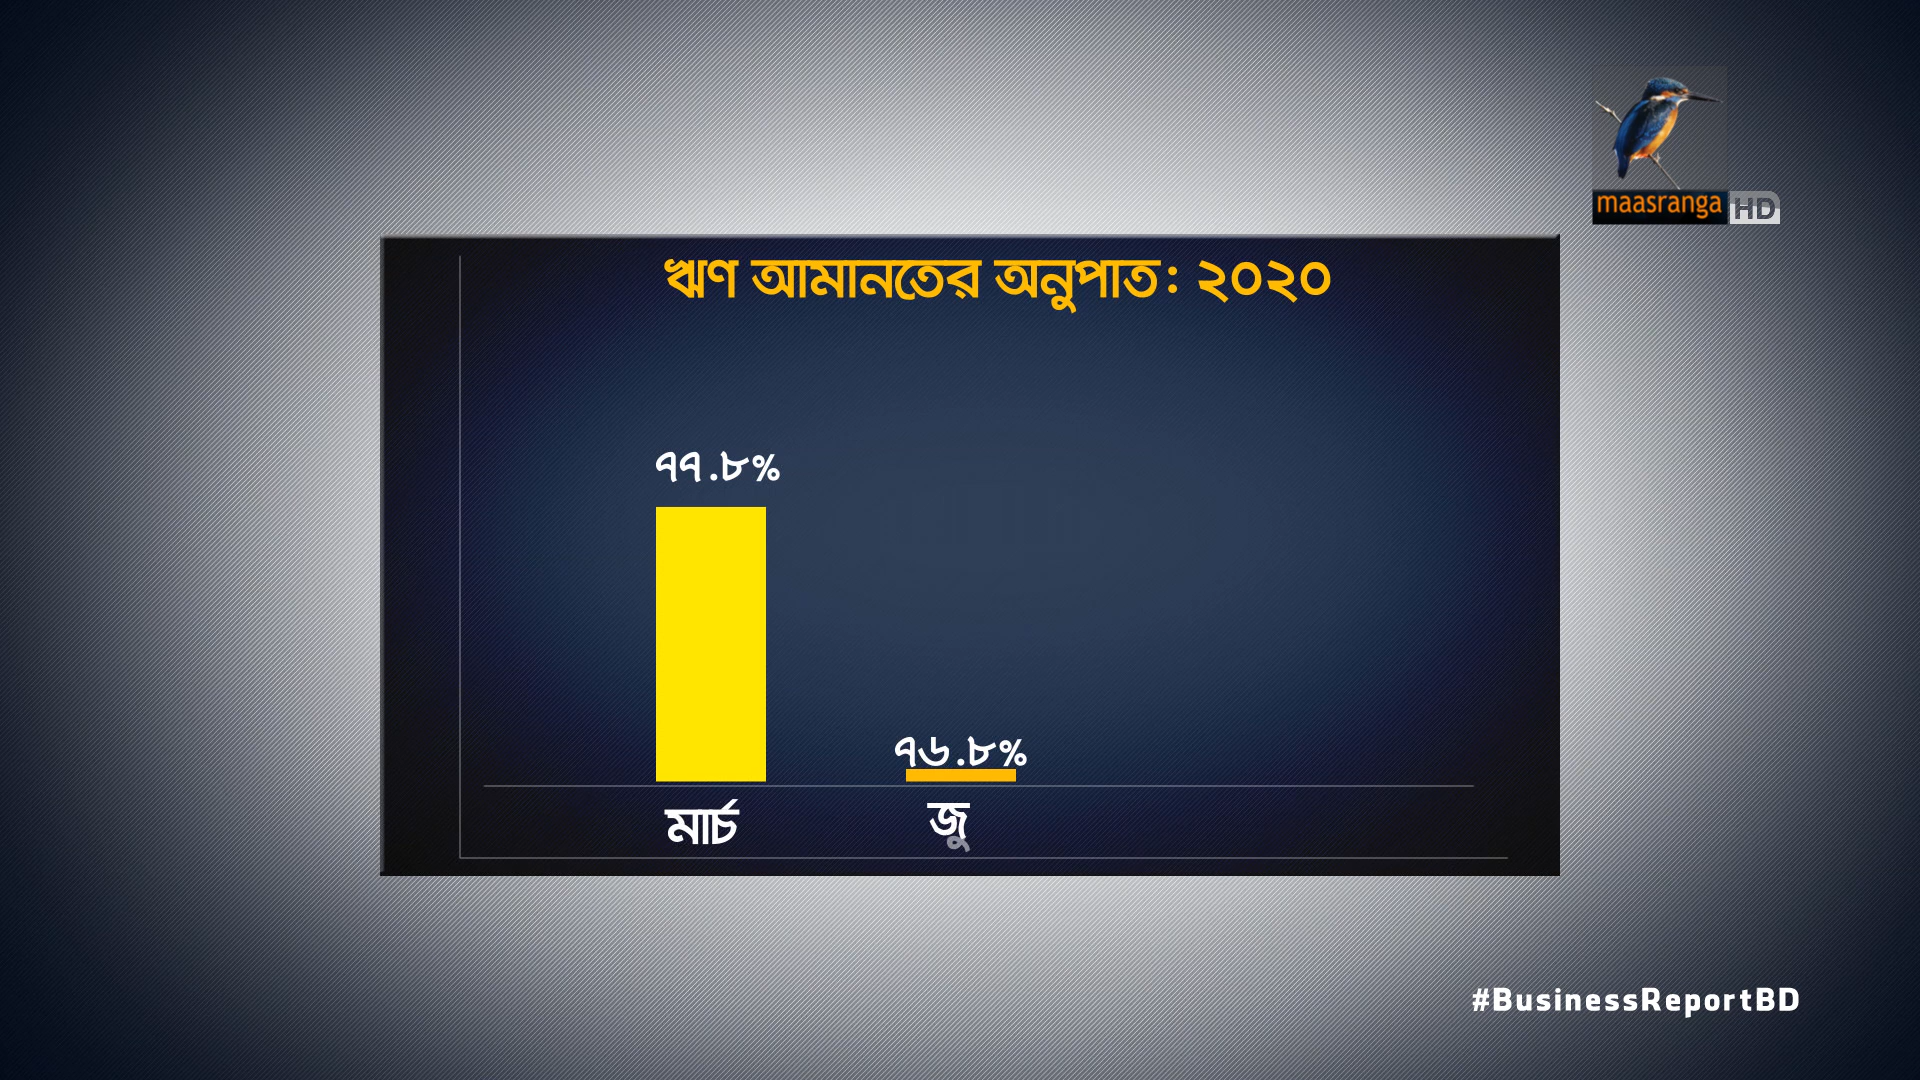 maasranga HD
ঋণ আমানতের অনুপাত: ২০২০
৭৭.৮%
৭৬.৮%
মার্চ
জু
#BusinessReportBD